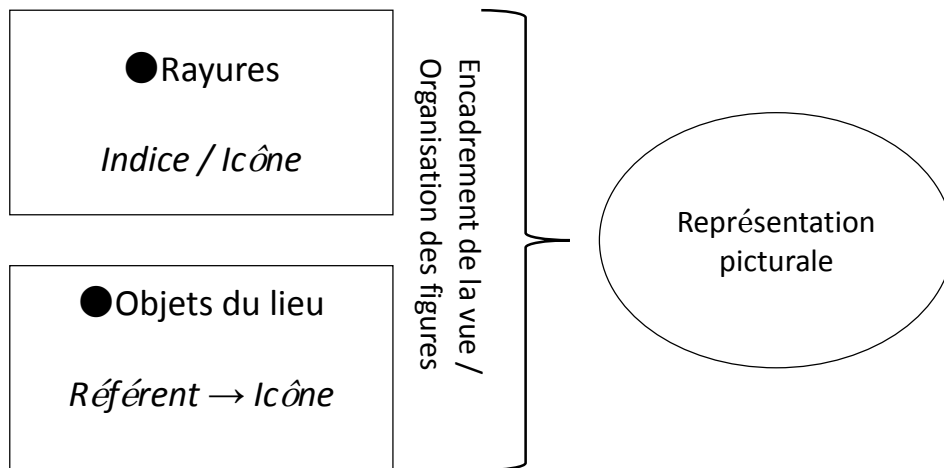 ●Rayures
Indice / Icône
●Objets du lieu
Référent → Icône
Encadrement de la vue /
Organisation des figures
Représentation
picturale